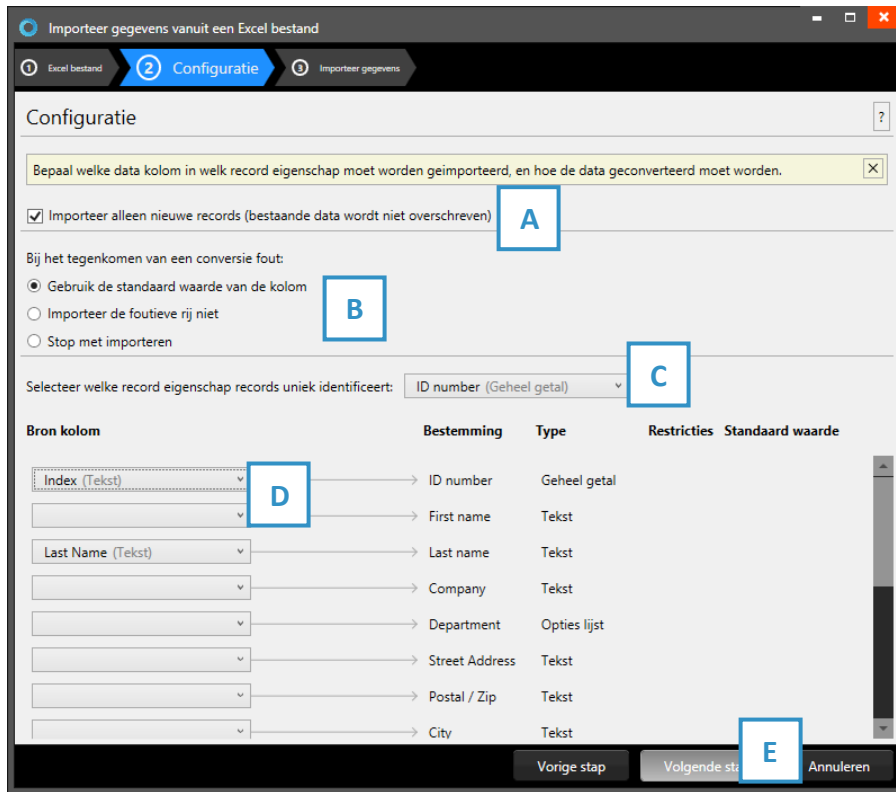 Importeer gegevens vanuit een Excel bestand
1 Excel bestand 2 Configuratie 3 Importeer gegevens
Configuratie ?
Bepaal welke data kolom in welk record eigenschap moet worden geimporteerd, en hoe de data geconverteerd moet worden.
Importeer alleen nieuwe records (bestaande data wordt niet overschreven) A
Bij het tegenkomen van een conversie fout:
Gebruik de standaard waarde van de kolom
B
Importeer de foutieve rij niet
Stop met importeren
Selecteer welke record eigenschap records uniek identificeert: ID number (Geheel getal) C
Bron kolom Bestemming Type Restricties Standaard waarde
Index (Tekst) D ID number Geheel getal
First name Tekst
Last Name (Tekst) Last name Tekst
Company Tekst
Department Opties lijst
Street Address Tekst
Postal / Zip Tekst
City Tekst
Vorige stap Volgende E Annuleren